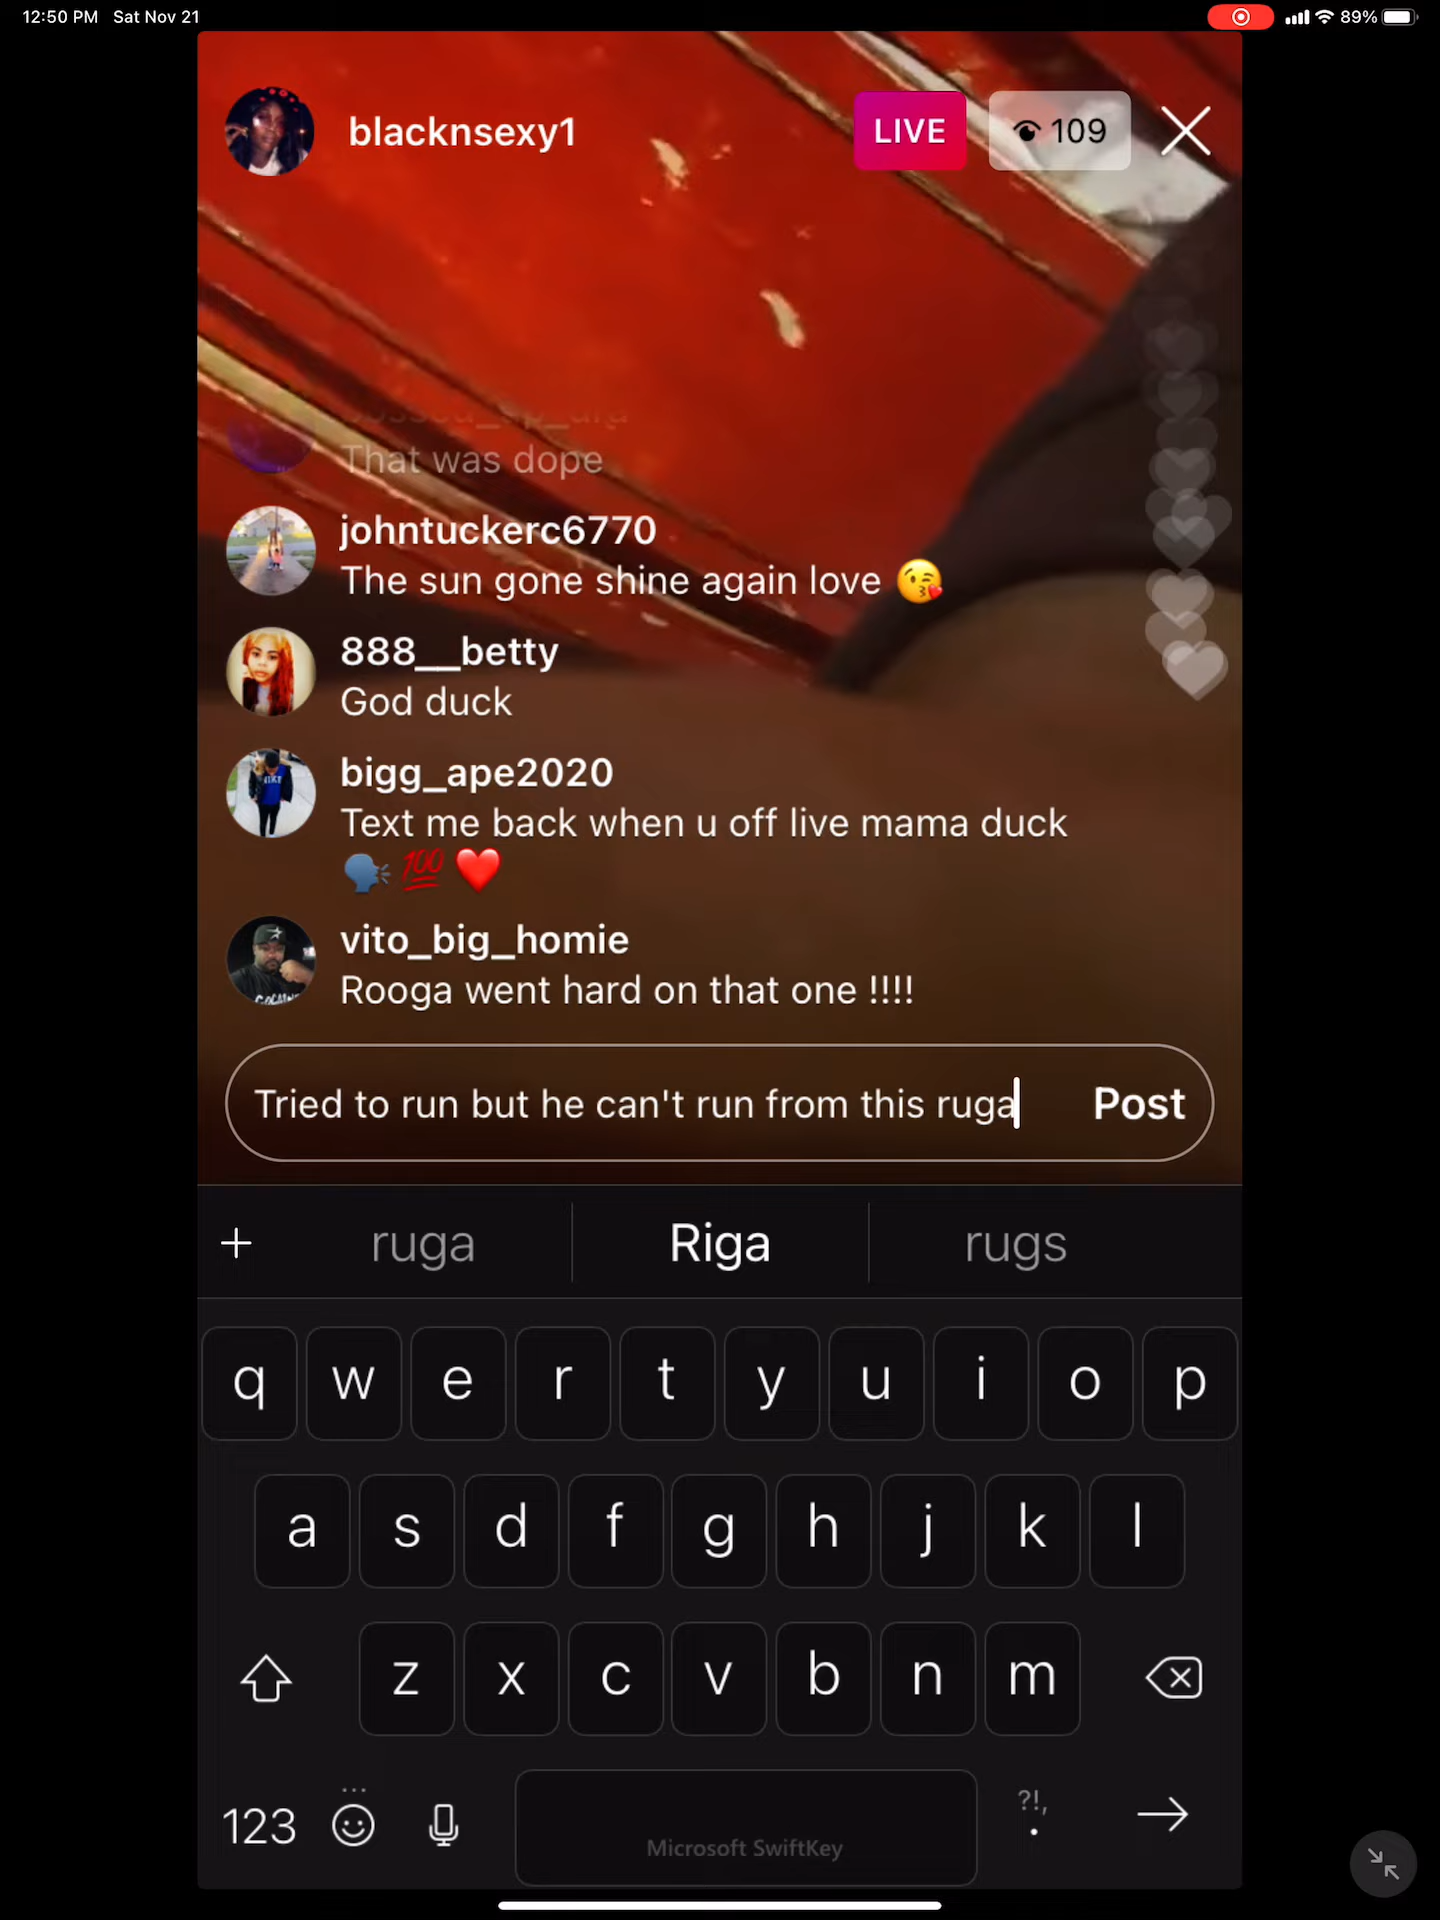 12:50 PM Sat Nov 21
89%
blacknsexy1
LIVE
109
That was dope
johntuckerc6770
The sun gone shine again love 😘
888__betty
God duck
bigg_ape2020
Text me back when u off live mama duck
🗣️ 💯 ❤️
vito_big_homie
Rooga went hard on that one !!!!
Tried to run but he can't run from this ruga
Post
+ ruga Riga rugs
q w e r t y u i o p
a s d f g h j k l
z x c v b n m
?!,
123 .
Microsoft SwiftKey